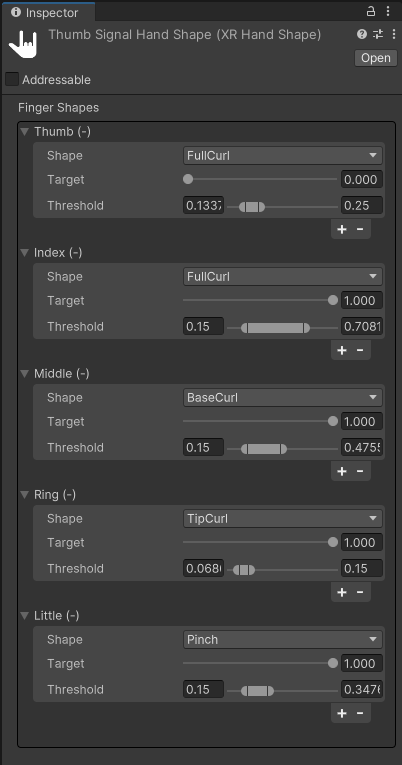 Inspector
Thumb Signal Hand Shape (XR Hand Shape)
Open
Addressable
Finger Shapes
Thumb (-)
Shape FullCurl
Target 0.000
Threshold 0.1337 0.25
+ -
Index (-)
Shape FullCurl
Target 1.000
Threshold 0.15 0.7081
+ -
Middle (-)
Shape BaseCurl
Target 1.000
Threshold 0.15 0.4755
+ -
Ring (-)
Shape TipCurl
Target 1.000
Threshold 0.068 0.15
+ -
Little (-)
Shape Pinch
Target 1.000
Threshold 0.15 0.3476
+ -